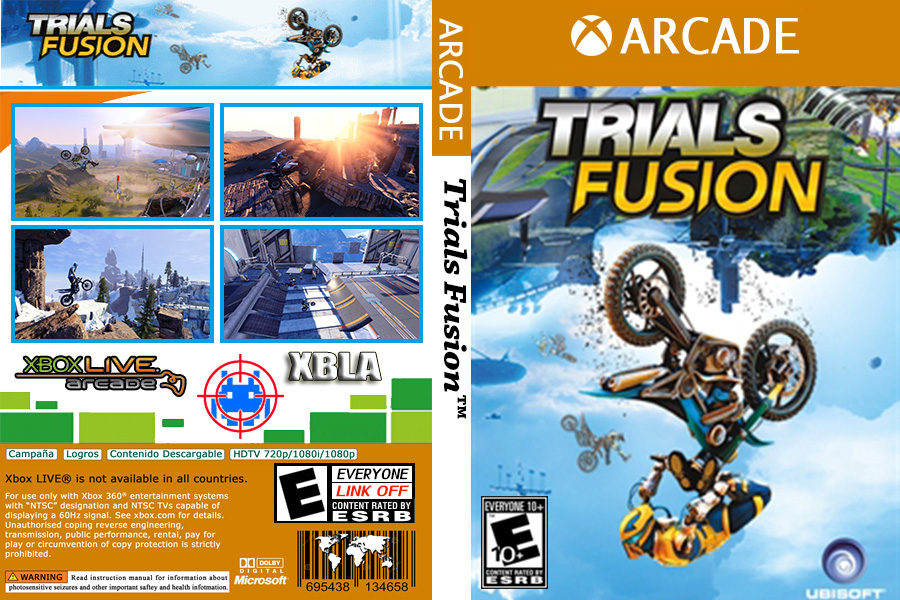 TRIALS
FUSION
XBOX LIVE
arcade
XBLA
Campaña
Logros
Contenido Descargable
HDTV 720p/1080i/1080p
Xbox LIVE® is not available in all countries.
For use only with Xbox 360® entertainment systems
with “NTSC” designation and NTSC TVs capable of
displaying a 60Hz signal. See xbox.com for details.
Unauthorised coping reverse engineering,
transmission, public performance, rental, pay for
play or circumvention of copy protection is strictly
prohibited.
WARNING Read instruction manual for information about
photosensitive seizures and other important saftey and health infotmation.
E
EVERYONE
LINK OFF
CONTENT RATED BY
ESRB
DOLBY
DIGITAL
Microsoft
695438 134658
ARCADE
Trials Fusion™
ARCADE
TRIALS
FUSION
EVERYONE 10+
E
10+
CONTENT RATED BY
ESRB
UBISOFT